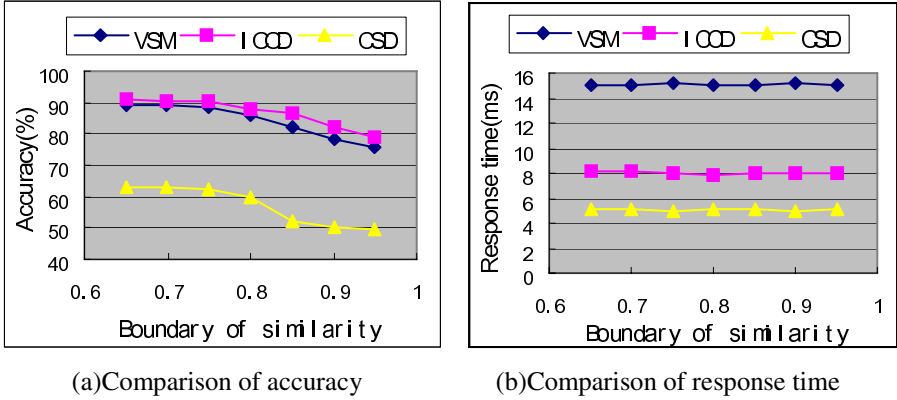 VSM ICCD CSD
100
90
80
70
60
50
40
Accuracy(%)
0.6 0.7 0.8 0.9 1
Boundary of similarity
(a)Comparison of accuracy
VSM ICCD CSD
16
14
12
10
8
6
4
2
0
Response time(ms)
0.6 0.7 0.8 0.9 1
Boundary of similarity
(b)Comparison of response time